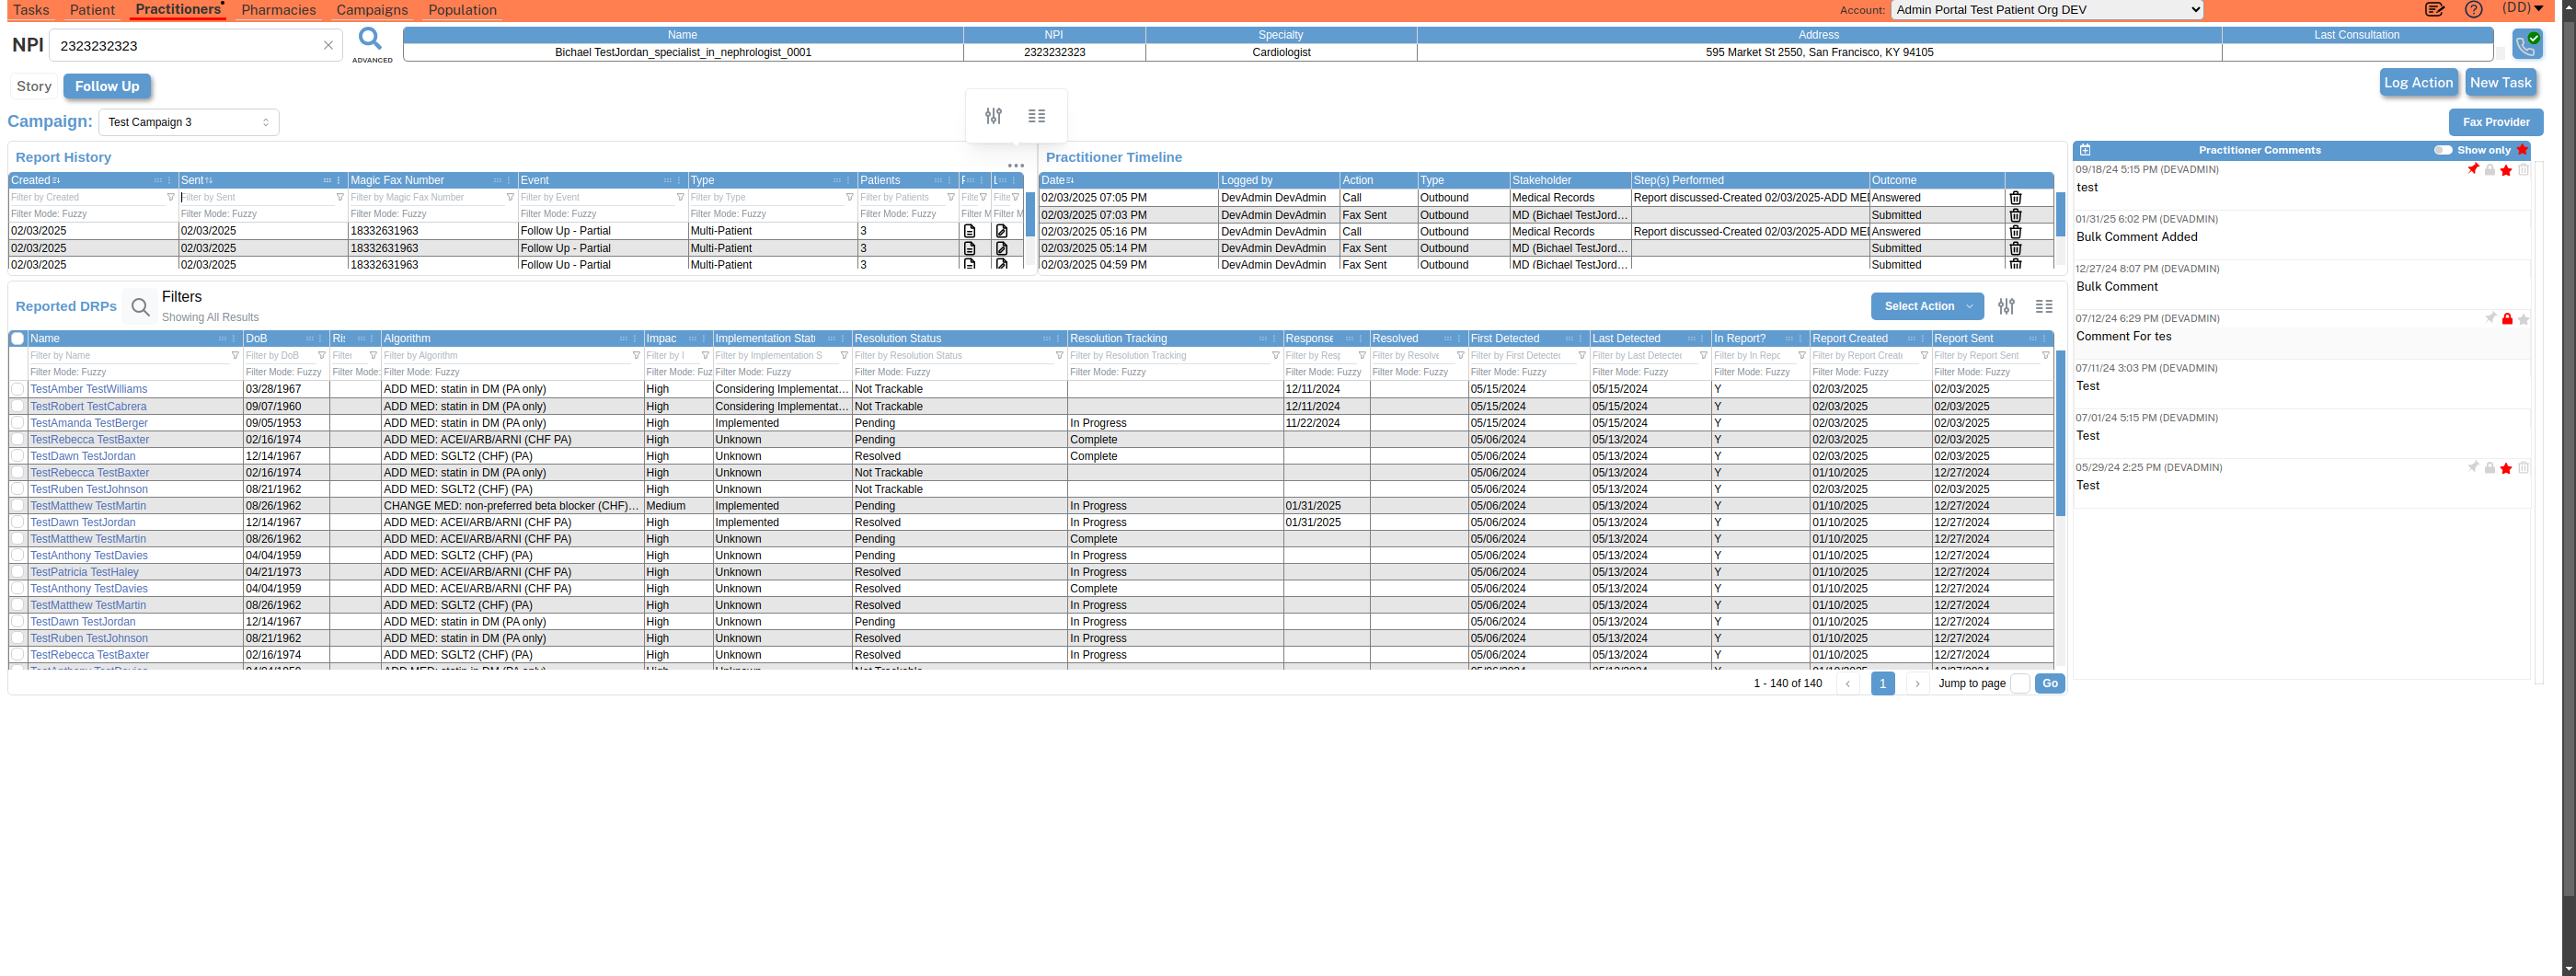 Tasks Patient Practitioners Pharmacies Campaigns Population Account: Admin Portal Test Patient Org DEV (DD)
NPI 2323232323 ADVANCED
Name NPI Specialty Address Last Consultation
Bichael TestJordan_specialist_in_nephrologist_0001 2323232323 Cardiologist 595 Market St 2550, San Francisco, KY 94105
Story Follow Up Log Action New Task
Campaign: Test Campaign 3 Fax Provider
Report History
Created Sent Magic Fax Number Event Type Patients
Filter by Created Filter by Sent Filter by Magic Fax Number Filter by Event Filter by Type Filter by Patients Filte Filte
Filter Mode: Fuzzy Filter Mode: Fuzzy Filter Mode: Fuzzy Filter Mode: Fuzzy Filter Mode: Fuzzy Filter Mode: Fuzzy Filter M Filter M
02/03/2025 02/03/2025 18332631963 Follow Up - Partial Multi-Patient 3
02/03/2025 02/03/2025 18332631963 Follow Up - Partial Multi-Patient 3
02/03/2025 02/03/2025 18332631963 Follow Up - Partial Multi-Patient 3
Practitioner Timeline
Date Logged by Action Type Stakeholder Step(s) Performed Outcome
02/03/2025 07:05 PM DevAdmin DevAdmin Call Outbound Medical Records Report discussed-Created 02/03/2025-ADD MEI Answered
02/03/2025 07:03 PM DevAdmin DevAdmin Fax Sent Outbound MD (Bichael TestJord... Submitted
02/03/2025 05:16 PM DevAdmin DevAdmin Call Outbound Medical Records Report discussed-Created 02/03/2025-ADD MEI Answered
02/03/2025 05:14 PM DevAdmin DevAdmin Fax Sent Outbound MD (Bichael TestJord... Submitted
02/03/2025 04:59 PM DevAdmin DevAdmin Fax Sent Outbound MD (Bichael TestJord... Submitted
Practitioner Comments Show only
09/18/24 5:15 PM (DEVADMIN)
test
01/31/25 6:02 PM (DEVADMIN)
Bulk Comment Added
12/27/24 8:07 PM (DEVADMIN)
Bulk Comment
07/12/24 6:29 PM (DEVADMIN)
Comment For tes
07/11/24 3:03 PM (DEVADMIN)
Test
07/01/24 5:15 PM (DEVADMIN)
Test
05/29/24 2:25 PM (DEVADMIN)
Test
Reported DRPs Filters
Showing All Results
Select Action
Name DoB Ris Algorithm Impac Implementation Stat Resolution Status Resolution Tracking Response Resolved First Detected Last Detected In Report? Report Created Report Sent
Filter by Name Filter by DoB Filter Filter by Algorithm Filter by I Filter by Implementation S Filter by Resolution Status Filter by Resolution Tracking Filter by Resp Filter by Resolve Filter by First Detected Filter by Last Detected Filter by In Repo Filter by Report Create Filter by Report Sent
Filter Mode: Fuzzy Filter Mode: Fuzzy Filter Mode: Filter Mode: Fuzzy Filter Mode: Fuz Filter Mode: Fuzzy Filter Mode: Fuzzy Filter Mode: Fuzzy Filter Mode: Fuzzy Filter Mode: Fuzzy Filter Mode: Fuzzy Filter Mode: Fuzzy Filter Mode: Fuzzy Filter Mode: Fuzzy Filter Mode: Fuzzy
TestAmber TestWilliams 03/28/1967 ADD MED: statin in DM (PA only) High Considering Implementat... Not Trackable 12/11/2024 05/15/2024 05/15/2024 Y 02/03/2025 02/03/2025
TestRobert TestCabrera 09/07/1960 ADD MED: statin in DM (PA only) High Considering Implementat... Not Trackable 12/11/2024 05/15/2024 05/15/2024 Y 02/03/2025 02/03/2025
TestAmanda TestBerger 09/05/1953 ADD MED: statin in DM (PA only) High Implemented Pending In Progress 11/22/2024 05/15/2024 05/15/2024 Y 02/03/2025 02/03/2025
TestRebecca TestBaxter 02/16/1974 ADD MED: ACEI/ARB/ARNI (CHF PA) High Unknown Pending Complete 05/06/2024 05/13/2024 Y 02/03/2025 02/03/2025
TestDawn TestJordan 12/14/1967 ADD MED: SGLT2 (CHF) (PA) High Unknown Resolved Complete 05/06/2024 05/13/2024 Y 02/03/2025 02/03/2025
TestRebecca TestBaxter 02/16/1974 ADD MED: statin in DM (PA only) High Unknown Not Trackable 05/06/2024 05/13/2024 Y 01/10/2025 12/27/2024
TestRuben TestJohnson 08/21/1962 ADD MED: SGLT2 (CHF) (PA) High Unknown Not Trackable 05/06/2024 05/13/2024 Y 02/03/2025 02/03/2025
TestMatthew TestMartin 08/26/1962 CHANGE MED: non-preferred beta blocker (CHF)... Medium Implemented Pending In Progress 01/31/2025 05/06/2024 05/13/2024 Y 01/10/2025 12/27/2024
TestDawn TestJordan 12/14/1967 ADD MED: ACEI/ARB/ARNI (CHF PA) High Implemented Resolved In Progress 01/31/2025 05/06/2024 05/13/2024 Y 01/10/2025 12/27/2024
TestMatthew TestMartin 08/26/1962 ADD MED: ACEI/ARB/ARNI (CHF PA) High Unknown Pending Complete 05/06/2024 05/13/2024 Y 01/10/2025 12/27/2024
TestAnthony TestDavies 04/04/1959 ADD MED: SGLT2 (CHF) (PA) High Unknown Pending In Progress 05/06/2024 05/13/2024 Y 01/10/2025 12/27/2024
TestPatricia TestHaley 04/21/1973 ADD MED: ACEI/ARB/ARNI (CHF PA) High Unknown Resolved In Progress 05/06/2024 05/13/2024 Y 01/10/2025 12/27/2024
TestAnthony TestDavies 04/04/1959 ADD MED: ACEI/ARB/ARNI (CHF PA) High Unknown Resolved Complete 05/06/2024 05/13/2024 Y 01/10/2025 12/27/2024
TestMatthew TestMartin 08/26/1962 ADD MED: SGLT2 (CHF) (PA) High Unknown Resolved In Progress 05/06/2024 05/13/2024 Y 01/10/2025 12/27/2024
TestDawn TestJordan 12/14/1967 ADD MED: statin in DM (PA only) High Unknown Pending In Progress 05/06/2024 05/13/2024 Y 01/10/2025 12/27/2024
TestRuben TestJohnson 08/21/1962 ADD MED: statin in DM (PA only) High Unknown Resolved In Progress 05/06/2024 05/13/2024 Y 01/10/2025 12/27/2024
TestRebecca TestBaxter 02/16/1974 ADD MED: SGLT2 (CHF) (PA) High Unknown Resolved In Progress 05/06/2024 05/13/2024 Y 01/10/2025 12/27/2024
1 - 140 of 140 1 Jump to page Go